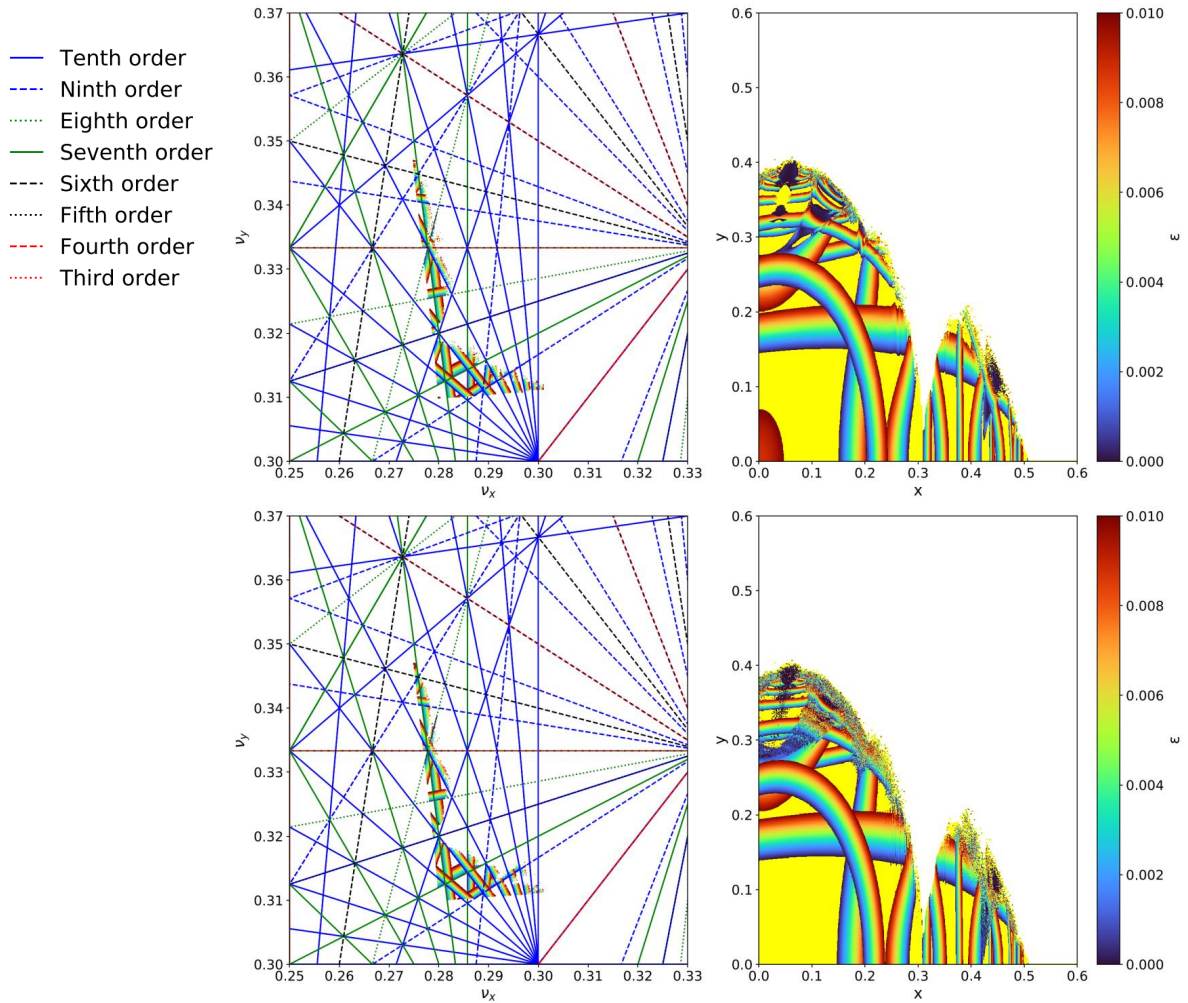 Tenth order
Ninth order
Eighth order
Seventh order
Sixth order
Fifth order
Fourth order
Third order
0.37
0.36
0.35
0.34
0.33
0.32
0.31
0.30
νy
0.25 0.26 0.27 0.28 0.29 0.30 0.31 0.32 0.33
νx
0.6
0.5
0.4
0.3
0.2
0.1
0.0
y
0.0 0.1 0.2 0.3 0.4 0.5 0.6
x
0.010
0.008
0.006
0.004
0.002
0.000
ε
0.37
0.36
0.35
0.34
0.33
0.32
0.31
0.30
νy
0.25 0.26 0.27 0.28 0.29 0.30 0.31 0.32 0.33
νx
0.6
0.5
0.4
0.3
0.2
0.1
0.0
y
0.0 0.1 0.2 0.3 0.4 0.5 0.6
x
0.010
0.008
0.006
0.004
0.002
0.000
ε